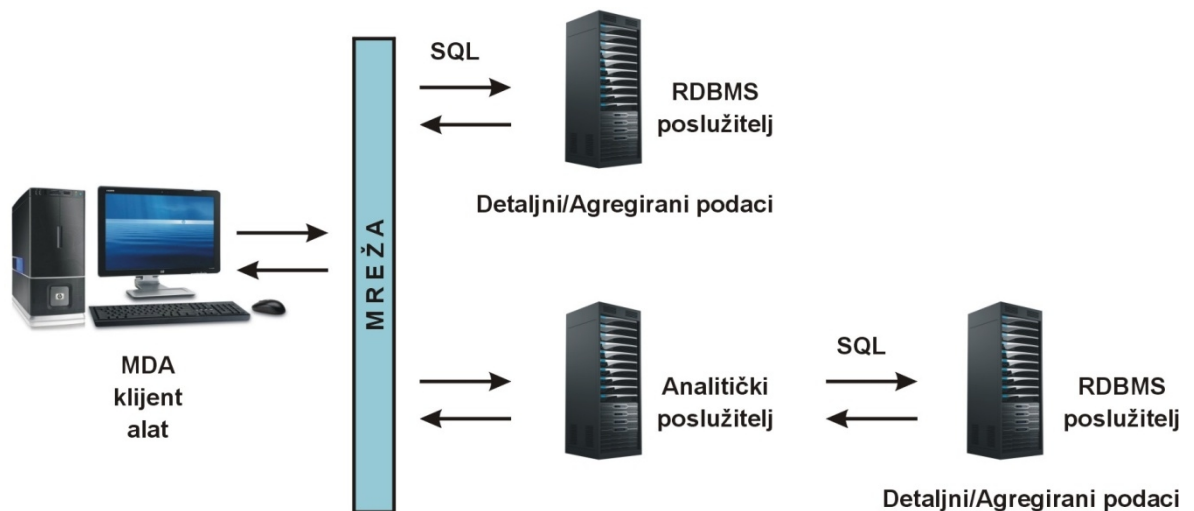 SQL
RDBMS
poslužitelj
Detaljni/Agregirani podaci
M R E Ž A
MDA
klijent
alat
Analitički
poslužitelj
SQL
RDBMS
poslužitelj
Detaljni/Agregirani podaci